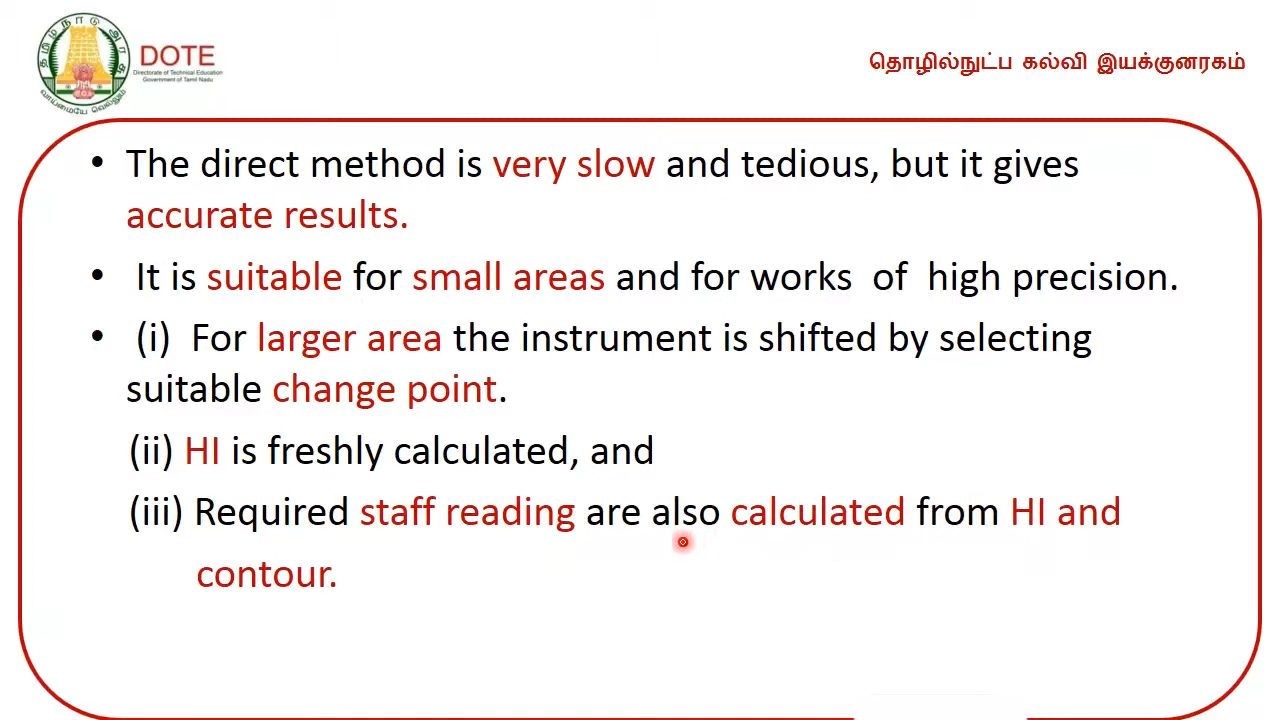 தமிழ்நாடு அரசு
வாய்மையே வெல்லும்
DOTE
Directorate of Technical Education
Government of Tamil Nadu
தொழில்நுட்ப கல்வி இயக்குனரகம்
• The direct method is very slow and tedious, but it gives
accurate results.
• It is suitable for small areas and for works of high precision.
• (i) For larger area the instrument is shifted by selecting
suitable change point.
(ii) HI is freshly calculated, and
(iii) Required staff reading are also calculated from HI and
contour.